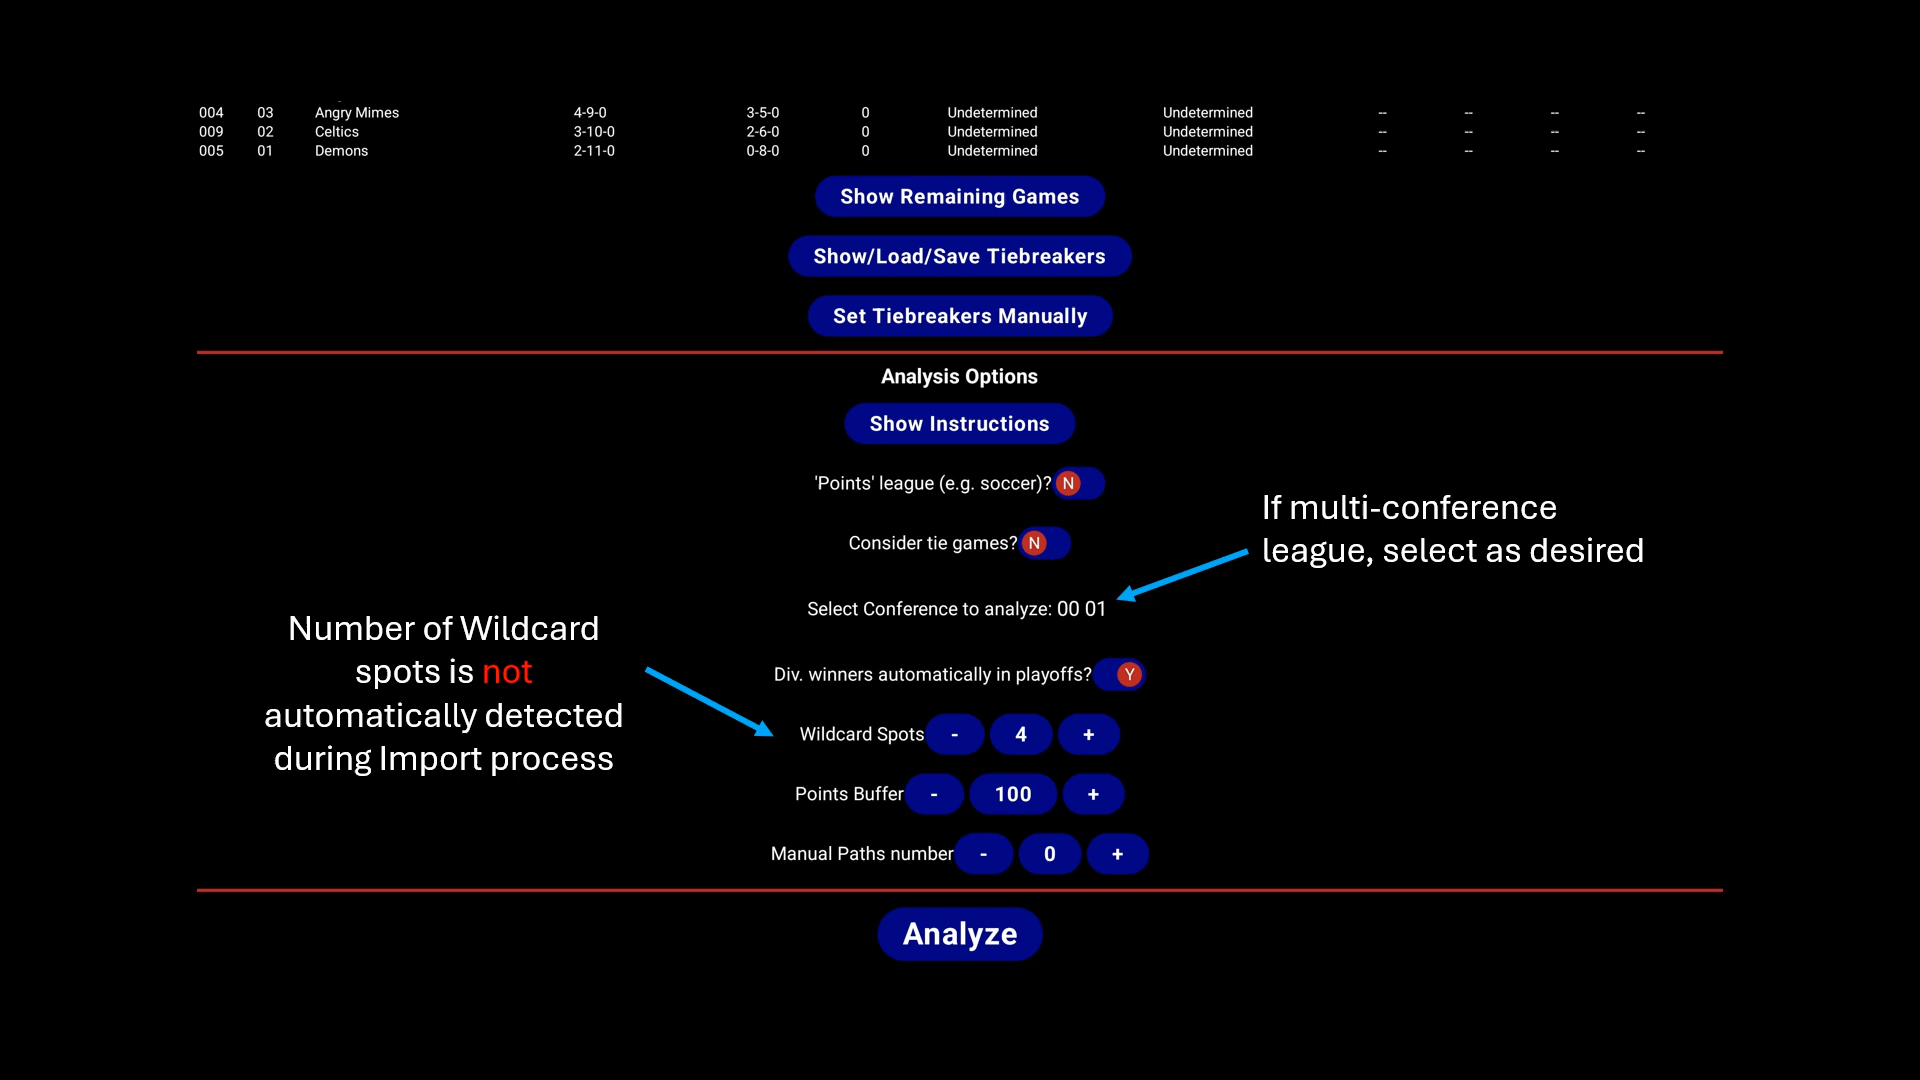 004 03 Angry Mimes 4-9-0 3-5-0 0 Undetermined Undetermined -- -- -- --
009 02 Celtics 3-10-0 2-6-0 0 Undetermined Undetermined -- -- -- --
005 01 Demons 2-11-0 0-8-0 0 Undetermined Undetermined -- -- -- --
Show Remaining Games
Show/Load/Save Tiebreakers
Set Tiebreakers Manually
Analysis Options
Show Instructions
'Points' league (e.g. soccer)? N
Consider tie games? N
If multi-conference
league, select as desired
Select Conference to analyze: 00 01
Number of Wildcard
spots is not
automatically detected
during Import process
Div. winners automatically in playoffs? Y
Wildcard Spots - 4 +
Points Buffer - 100 +
Manual Paths number - 0 +
Analyze